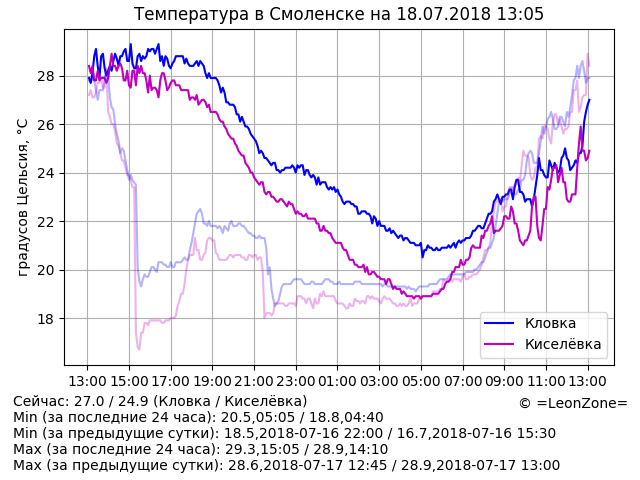 Температура в Смоленске на 18.07.2018 13:05
градусов Цельсия, °C
28
26
24
22
20
18
Кловка
Киселёвка
13:00 15:00 17:00 19:00 21:00 23:00 01:00 03:00 05:00 07:00 09:00 11:00 13:00
Сейчас: 27.0 / 24.9 (Кловка / Киселёвка)
© =LeonZone=
Min (за последние 24 часа): 20.5,05:05 / 18.8,04:40
Min (за предыдущие сутки): 18.5,2018-07-16 22:00 / 16.7,2018-07-16 15:30
Max (за последние 24 часа): 29.3,15:05 / 28.9,14:10
Max (за предыдущие сутки): 28.6,2018-07-17 12:45 / 28.9,2018-07-17 13:00